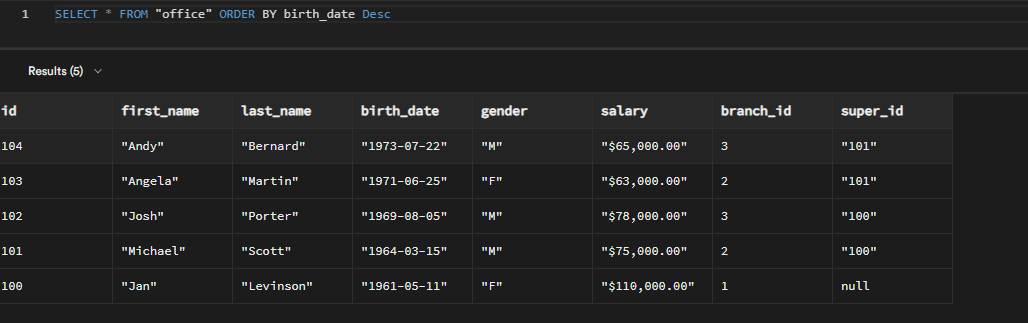 1 SELECT * FROM "office" ORDER BY birth_date Desc
Results (5)
id first_name last_name birth_date gender salary branch_id super_id
104 "Andy" "Bernard" "1973-07-22" "M" "$65,000.00" 3 "101"
103 "Angela" "Martin" "1971-06-25" "F" "$63,000.00" 2 "101"
102 "Josh" "Porter" "1969-08-05" "M" "$78,000.00" 3 "100"
101 "Michael" "Scott" "1964-03-15" "M" "$75,000.00" 2 "100"
100 "Jan" "Levinson" "1961-05-11" "F" "$110,000.00" 1 null